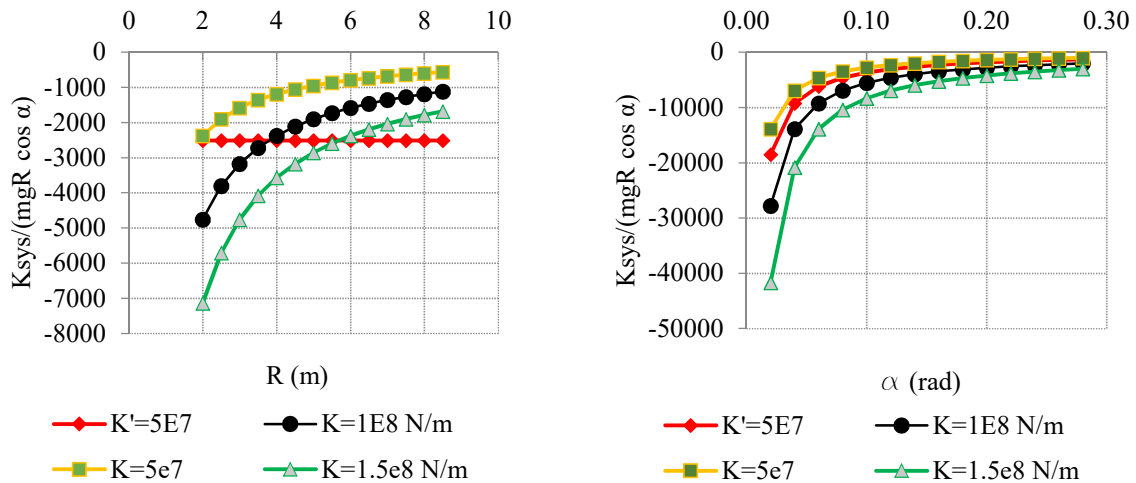 0 2 4 6 8 10
0
-1000
-2000
-3000
-4000
-5000
-6000
-7000
-8000
Ksys/(mgR cos α)
R (m)
K'=5E7 K=1E8 N/m
K=5e7 K=1.5e8 N/m
0.00 0.10 0.20 0.30
0
-10000
-20000
-30000
-40000
-50000
Ksys/(mgR cos α)
α (rad)
K'=5E7 K=1E8 N/m
K=5e7 K=1.5e8 N/m